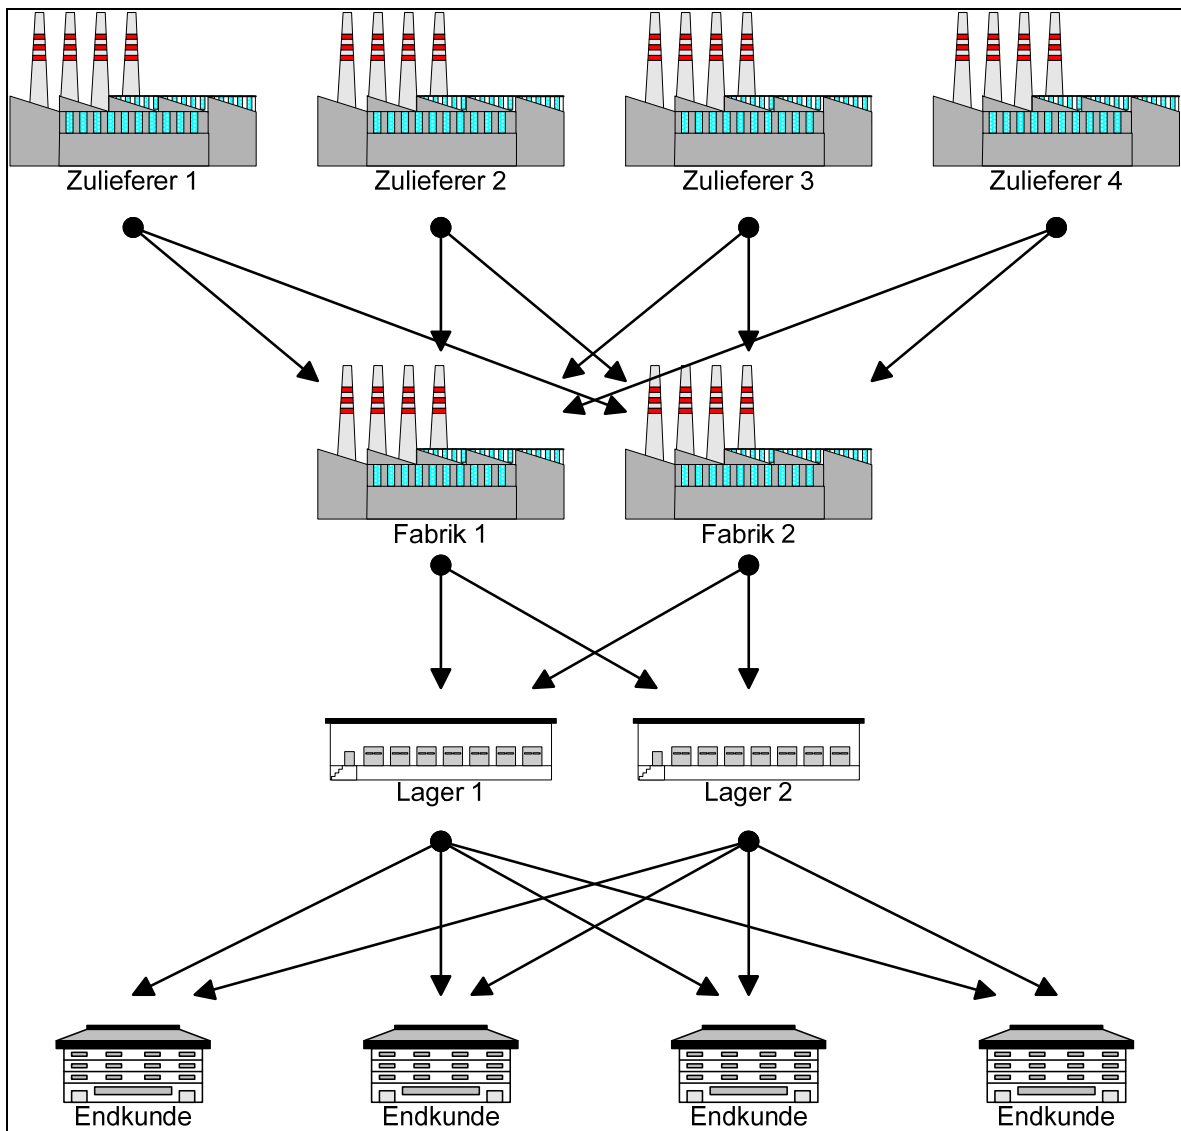 Zulieferer 1
Zulieferer 2
Zulieferer 3
Zulieferer 4
Fabrik 1
Fabrik 2
Lager 1
Lager 2
Endkunde
Endkunde
Endkunde
Endkunde